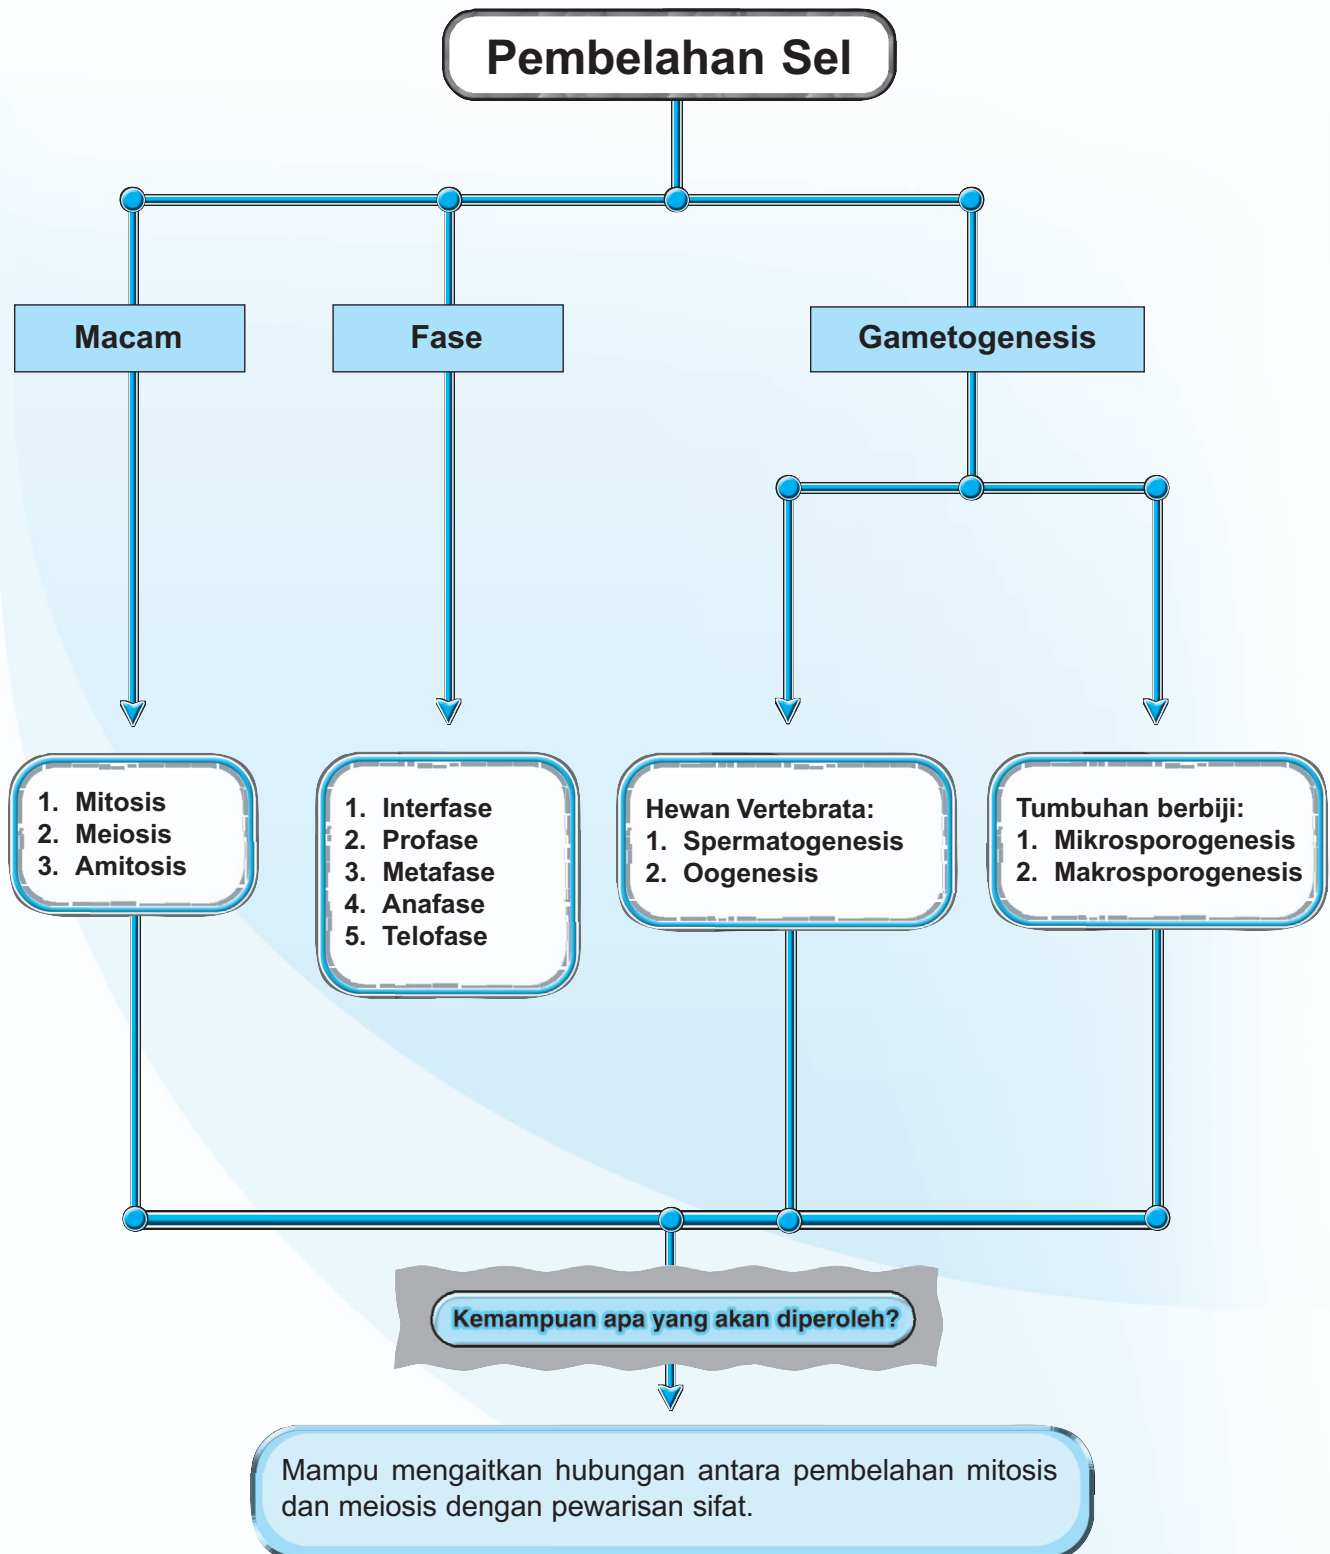 Pembelahan Sel
Macam
Fase
Gametogenesis
1. Mitosis
2. Meiosis
3. Amitosis
1. Interfase
2. Profase
3. Metafase
4. Anafase
5. Telofase
Hewan Vertebrata:
1. Spermatogenesis
2. Oogenesis
Tumbuhan berbiji:
1. Mikrosporogenesis
2. Makrosporogenesis
Kemampuan apa yang akan diperoleh?
Mampu mengaitkan hubungan antara pembelahan mitosis
dan meiosis dengan pewarisan sifat.